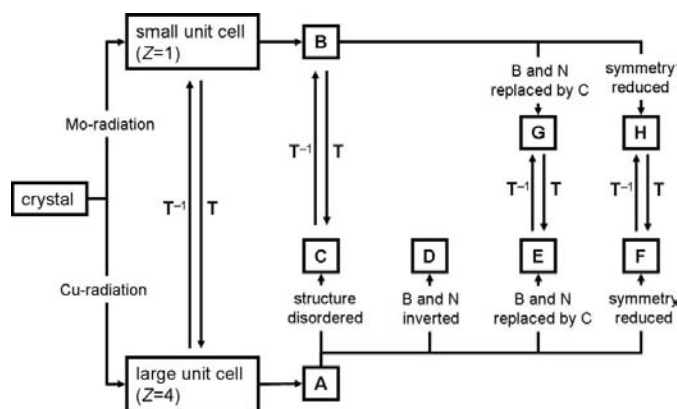 small unit cell
(Z=1)
B
B and N
replaced by C
symmetry
reduced
Mo-radiation
G
H
T⁻¹
T
T⁻¹
T
T⁻¹
T
T⁻¹
T
crystal
C
D
E
F
Cu-radiation
structure
disordered
B and N
inverted
B and N
replaced by C
symmetry
reduced
large unit cell
(Z=4)
A